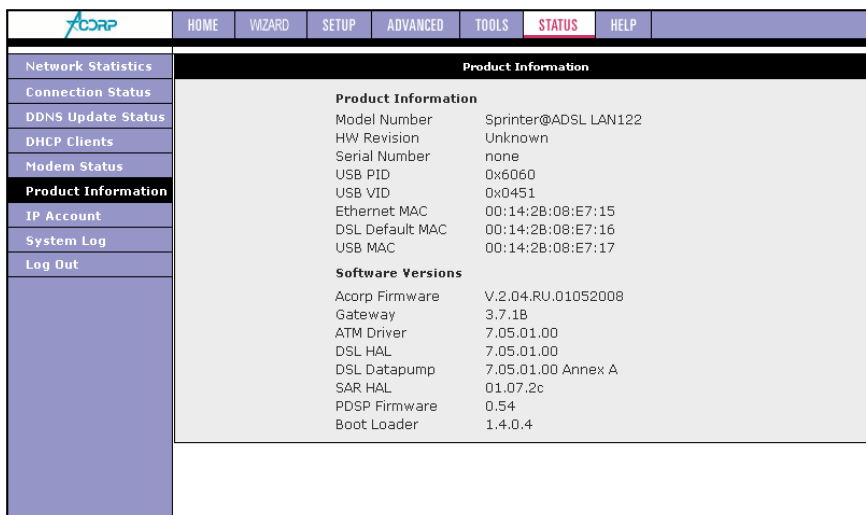 ACORP HOME WIZARD SETUP ADVANCED TOOLS STATUS HELP
Network Statistics
Connection Status
DDNS Update Status
DHCP Clients
Modem Status
Product Information
IP Account
System Log
Log Out
Product Information
Product Information
Model Number Sprinter@ADSL LAN122
HW Revision Unknown
Serial Number none
USB PID 0x6060
USB VID 0x0451
Ethernet MAC 00:14:2B:08:E7:15
DSL Default MAC 00:14:2B:08:E7:16
USB MAC 00:14:2B:08:E7:17
Software Versions
Acorp Firmware V.2.04.RU.01052008
Gateway 3.7.1B
ATM Driver 7.05.01.00
DSL HAL 7.05.01.00
DSL Datapump 7.05.01.00 Annex A
SAR HAL 01.07.2c
PDSP Firmware 0.54
Boot Loader 1.4.0.4